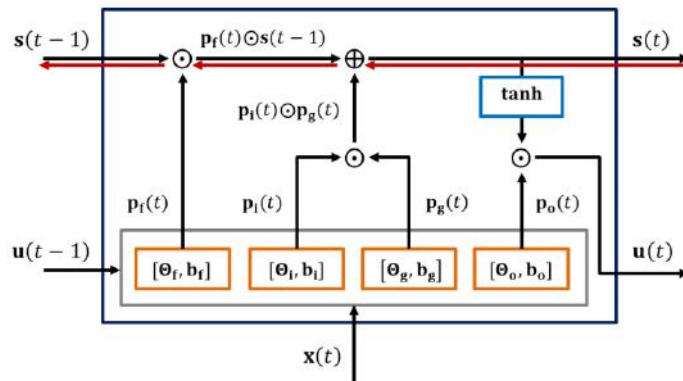 𝐬(t−1)
𝐩_𝐟(t)⊙𝐬(t−1)
𝐬(t)
tanh
𝐩_𝐢(t)⊙𝐩_𝐠(t)
𝐩_𝐟(t)
𝐩_𝐢(t)
𝐩_𝐠(t)
𝐩_𝐨(t)
𝐮(t−1)
𝐮(t)
[𝚯_𝐟, 𝐛_𝐟]
[𝚯_𝐢, 𝐛_𝐢]
[𝚯_𝐠, 𝐛_𝐠]
[𝚯_𝐨, 𝐛_𝐨]
𝐱(t)